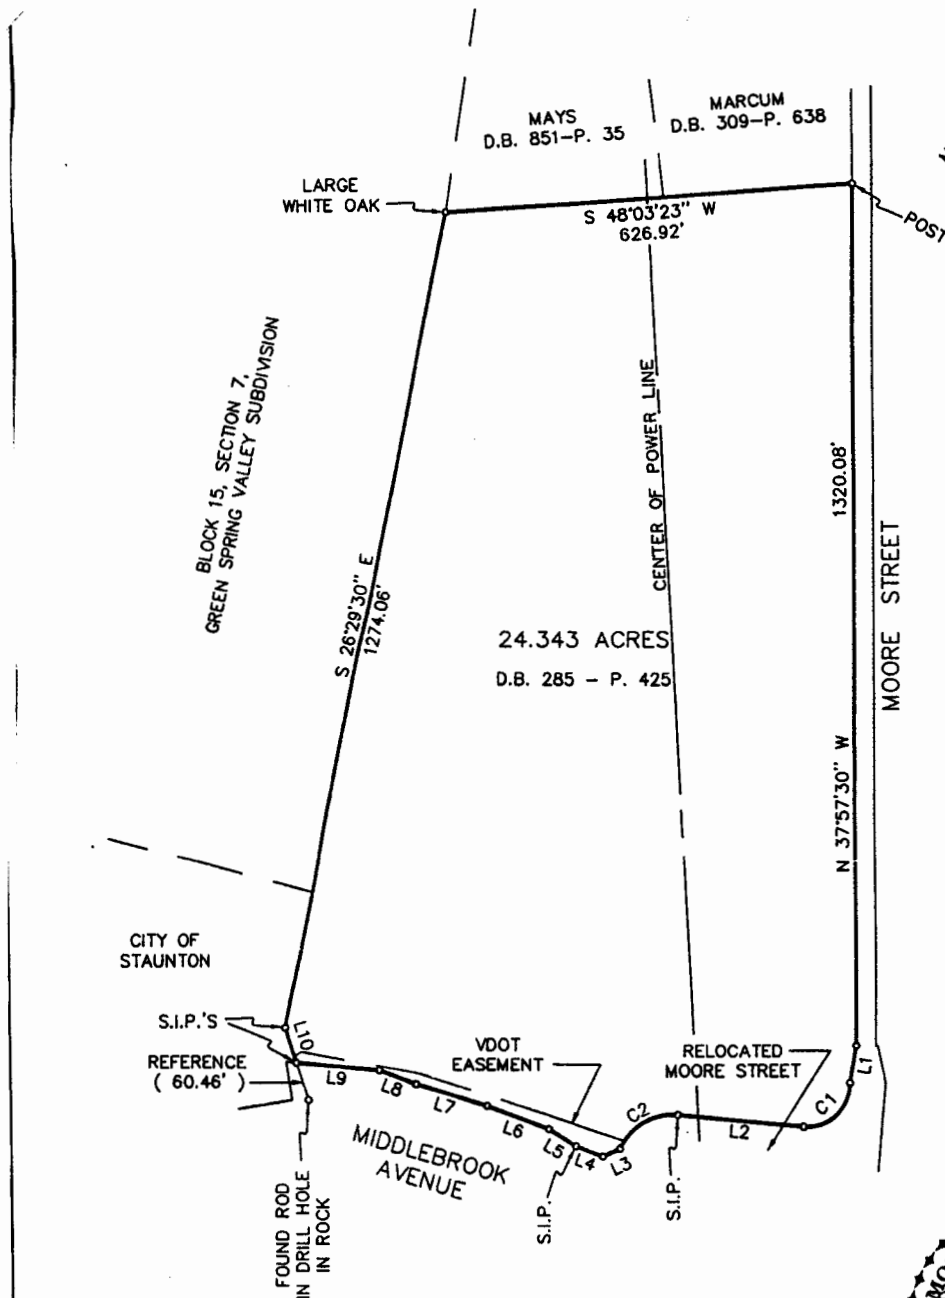 MAYS
D.B. 851-P. 35
MARCUM
D.B. 309-P. 638
LARGE
WHITE OAK
S 48°03'23" W
626.92'
POST
BLOCK 15, SECTION 7,
GREEN SPRING VALLEY SUBDIVISION
S 26°29'30" E
1274.06'
CENTER OF POWER LINE
1320.08'
N 37°57'30" W
MOORE STREET
24.343 ACRES
D.B. 285 - P. 425
CITY OF
STAUNTON
S.I.P.'S
L10
REFERENCE
( 60.46' )
L9
L8
L7
L6
L5
L4
L3
C2
L2
C1
L1
VDOT
EASEMENT
RELOCATED
MOORE STREET
MIDDLEBROOK
AVENUE
S.I.P.
S.I.P.
FOUND ROD
IN DRILL HOLE
IN ROCK